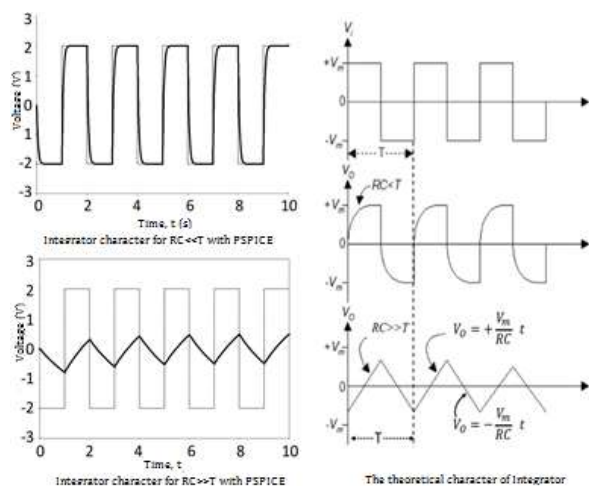 3
2
1
0
-1
-2
-3
Voltage (V)
0 2 4 6 8 10
Time, t (s)
Integrator character for RC<<T with PSPICE
3
2
1
0
-1
-2
-3
Voltage (V)
0 2 4 6 8 10
Time, t
Integrator character for RC>>T with PSPICE
Vi
+Vm
0
-Vm
T
VO
RC<T
+Vm
0
-Vm
VO
RC>>T
VO = + Vm/RC t
+Vm
0
-Vm
T
VO = - Vm/RC t
The theoretical character of Integrator